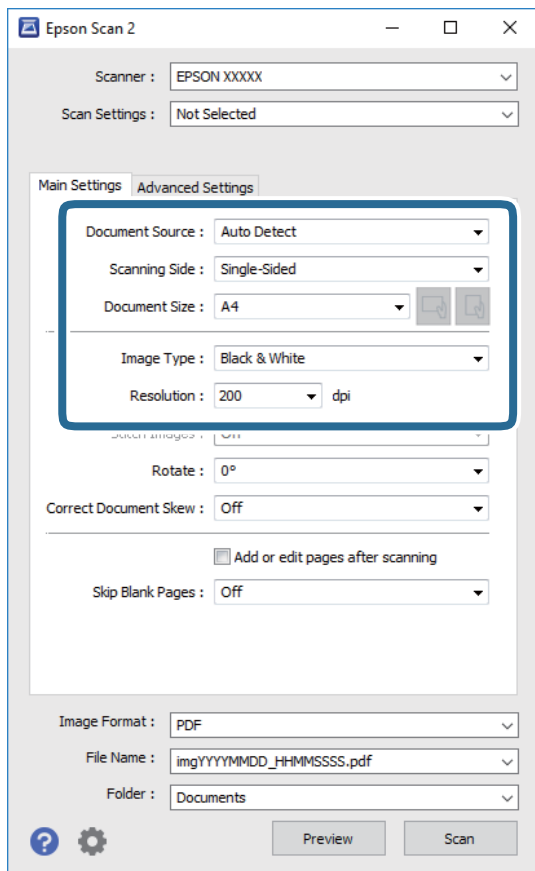 Epson Scan 2
Scanner : EPSON XXXXX
Scan Settings : Not Selected
Main Settings Advanced Settings
Document Source : Auto Detect
Scanning Side : Single-Sided
Document Size : A4
Image Type : Black & White
Resolution : 200 dpi
Stitch Images : Off
Rotate : 0°
Correct Document Skew : Off
Add or edit pages after scanning
Skip Blank Pages : Off
Image Format : PDF
File Name : imgYYYYMMDD_HHMMSSSS.pdf
Folder : Documents
? Preview Scan